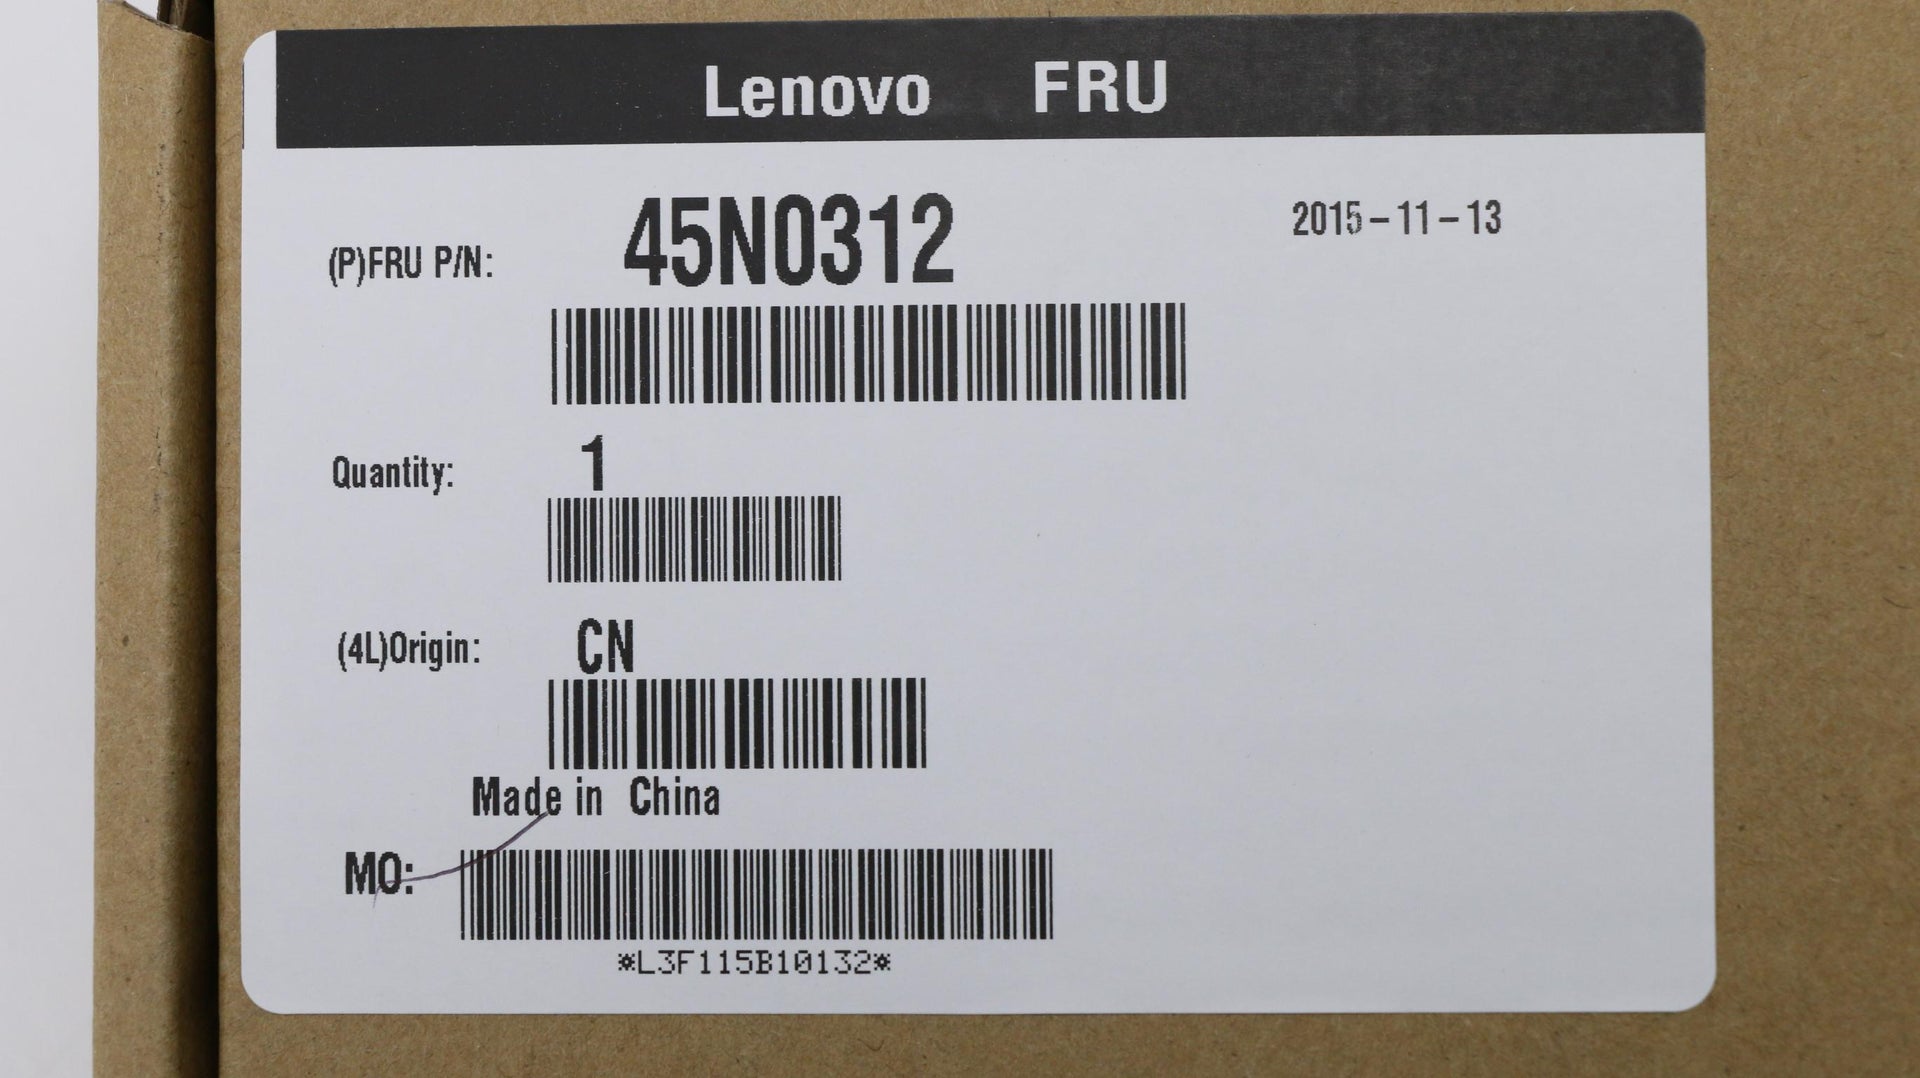 Lenovo FRU
(P)FRU P/N: 45N0312 2015-11-13
Quantity: 1
(4L)Origin: CN
Made in China
MO:
*L3F115B10132*